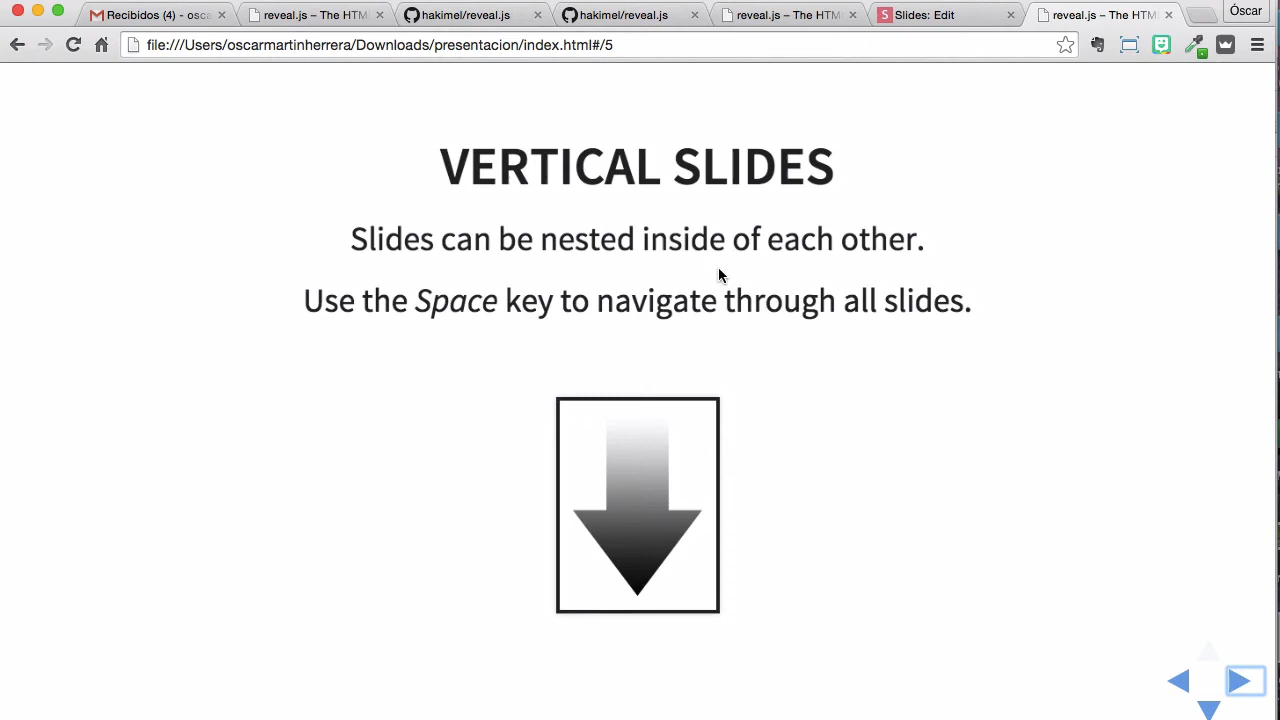 Recibidos (4) - osca
reveal.js – The HTM
hakimel/reveal.js
hakimel/reveal.js
reveal.js – The HTM
S Slides: Edit
reveal.js – The HTM
Óscar
file:///Users/oscarmartinherrera/Downloads/presentacion/index.html#/5
VERTICAL SLIDES
Slides can be nested inside of each other.
Use the Space key to navigate through all slides.